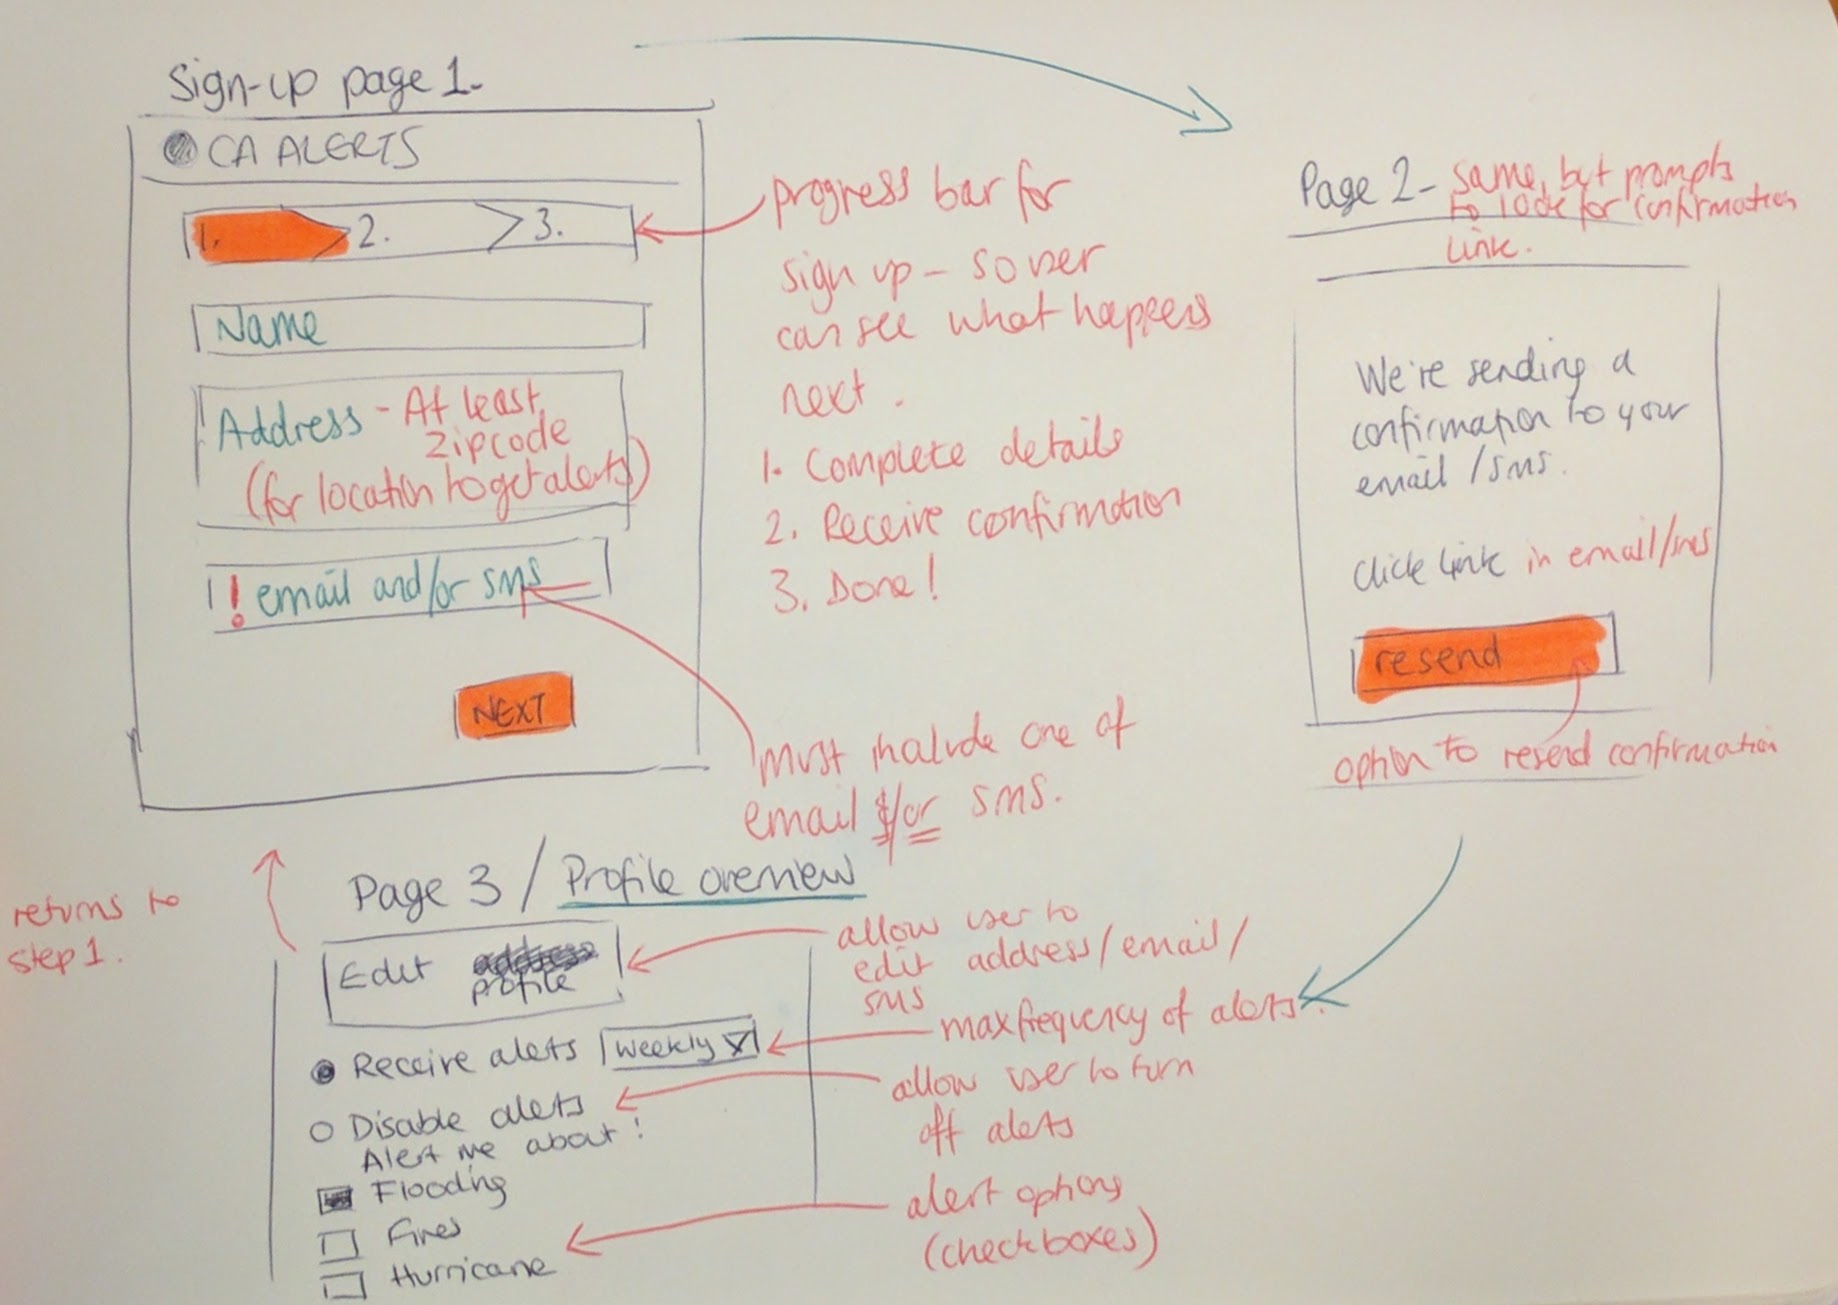 Sign-up page 1-
CA ALERTS
1. 2. 3.
Name
Address - At least
zipcode
(for location to get alerts)
! email and/or sms
NEXT
progress bar for
sign up - so user
can see what happens
next.
1. Complete details
2. Receive confirmation
3. Done!
must include one of
email &/or sms.
Page 2 - same, but prompts
to look for confirmation
link.
We're sending a
confirmation to your
email/sms.
Click link in email/sms
resend
option to resend confirmation
returns to
step 1.
Page 3 / Profile overview
Edit profile
Receive alerts weekly
Disable alerts
Alert me about:
Flooding
Fires
Hurricane
allow user to
edit address/email/
sms
max frequency of alerts.
allow user to turn
off alerts
alert options
(checkboxes)